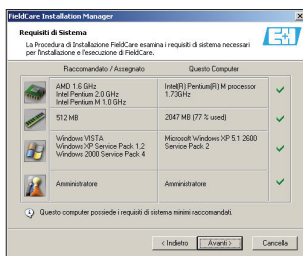 FieldCare Installation Manager
Requisiti di Sistema
La Procedura di Installazione FieldCare esamina i requisiti di sistema necessari
per l'installazione e l'esecuzione di FieldCare.
E+H
Raccomandato / Assegnato Questo Computer
AMD 1.6 GHz
Intel Pentium 2.0 GHz
Intel Pentium M 1.0 GHz
Intel(R) Pentium(R) M processor
1.73GHz
512 MB 2047 MB (77 % used)
Windows VISTA
Windows XP Service Pack 1,2
Windows 2000 Service Pack 4
Microsoft Windows XP 5.1 2600
Service Pack 2
Amministratore Amministratore
Questo computer possiede i requisiti di sistema minimi raccomandati.
< Indietro Avanti > Cancella